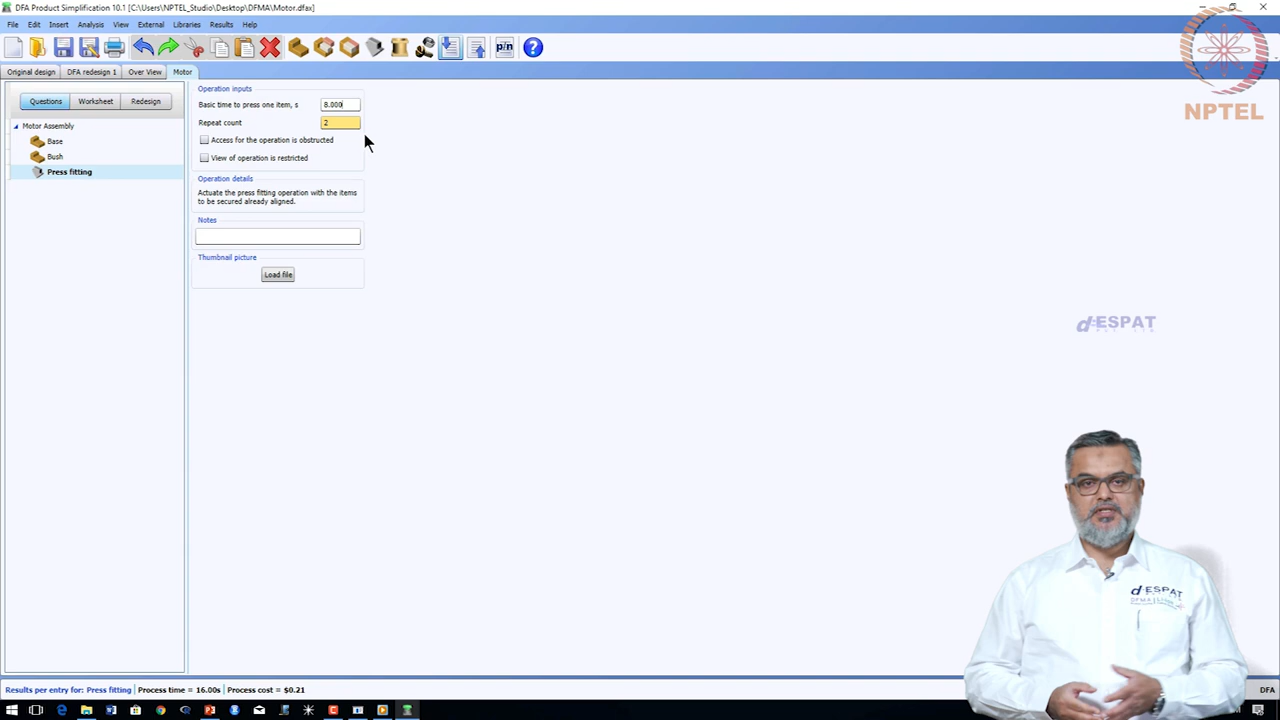 DFA Product Simplification 10.1 [C:\Users\NPTEL_Studio\Desktop\DFMA\Motor.dfax]
File Edit Insert Analysis View External Libraries Results Help
p/n ?
Original design DFA redesign 1 Over View Motor
Questions Worksheet Redesign
Motor Assembly
Base
Bush
Press fitting
Operation inputs
Basic time to press one item, s 8.000
Repeat count 2
Access for the operation is obstructed
View of operation is restricted
Operation details
Actuate the press fitting operation with the items
to be secured already aligned.
Notes
Thumbnail picture
Load file
NPTEL
d-ESPAT
d-ESPAT
Results per entry for: Press fitting Process time = 16.00s Process cost = $0.21
DFA